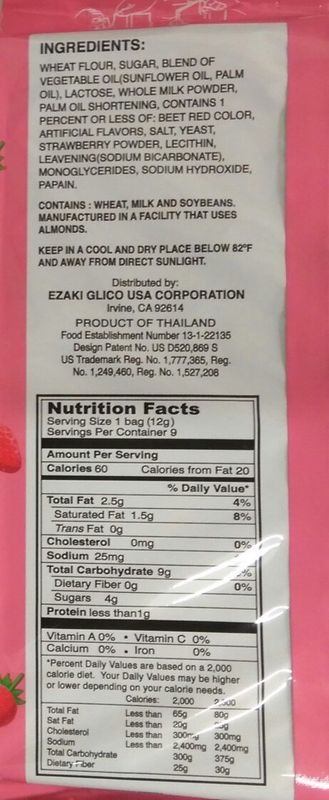 INGREDIENTS:
WHEAT FLOUR, SUGAR, BLEND OF
VEGETABLE OIL(SUNFLOWER OIL, PALM
OIL), LACTOSE, WHOLE MILK POWDER,
PALM OIL SHORTENING, CONTAINS 1
PERCENT OR LESS OF: BEET RED COLOR,
ARTIFICIAL FLAVORS, SALT, YEAST,
STRAWBERRY POWDER, LECITHIN,
LEAVENING(SODIUM BICARBONATE),
MONOGLYCERIDES, SODIUM HYDROXIDE,
PAPAIN.
CONTAINS : WHEAT, MILK AND SOYBEANS.
MANUFACTURED IN A FACILITY THAT USES
ALMONDS.
KEEP IN A COOL AND DRY PLACE BELOW 82°F
AND AWAY FROM DIRECT SUNLIGHT.
Distributed by:
EZAKI GLICO USA CORPORATION
Irvine, CA 92614
PRODUCT OF THAILAND
Food Establishment Number 13-1-22135
Design Patent No. US D520,869 S
US Trademark Reg. No. 1,777,365, Reg.
No. 1,249,460, Reg. No. 1,527,208
Nutrition Facts
Serving Size 1 bag (12g)
Servings Per Container 9
Amount Per Serving
Calories 60 Calories from Fat 20
% Daily Value*
Total Fat 2.5g 4%
Saturated Fat 1.5g 8%
Trans Fat 0g
Cholesterol 0mg 0%
Sodium 25mg
Total Carbohydrate 9g
Dietary Fiber 0g 0%
Sugars 4g
Protein less than1g
Vitamin A 0% • Vitamin C 0%
Calcium 0% • Iron 0%
*Percent Daily Values are based on a 2,000
calorie diet. Your Daily Values may be higher
or lower depending on your calorie needs.
Calories: 2,000
Total Fat Less than 65g 80g
Sat Fat Less than 20g
Cholesterol Less than 300mg 300mg
Sodium Less than 2,400mg 2,400mg
Total Carbohydrate 300g 375g
Dietary Fiber 25g 30g